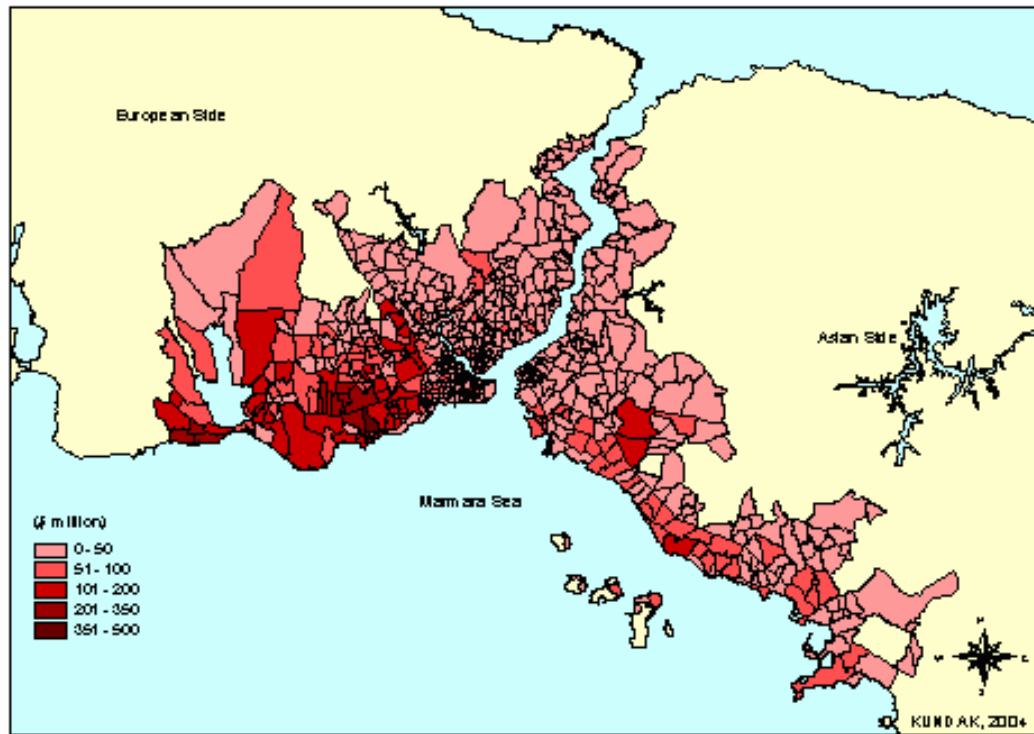 European Side
Asian Side
Marmara Sea
($ million)
0 - 50
51 - 100
101 - 200
201 - 350
351 - 500
N
W
E
S
KUNDAK, 2004